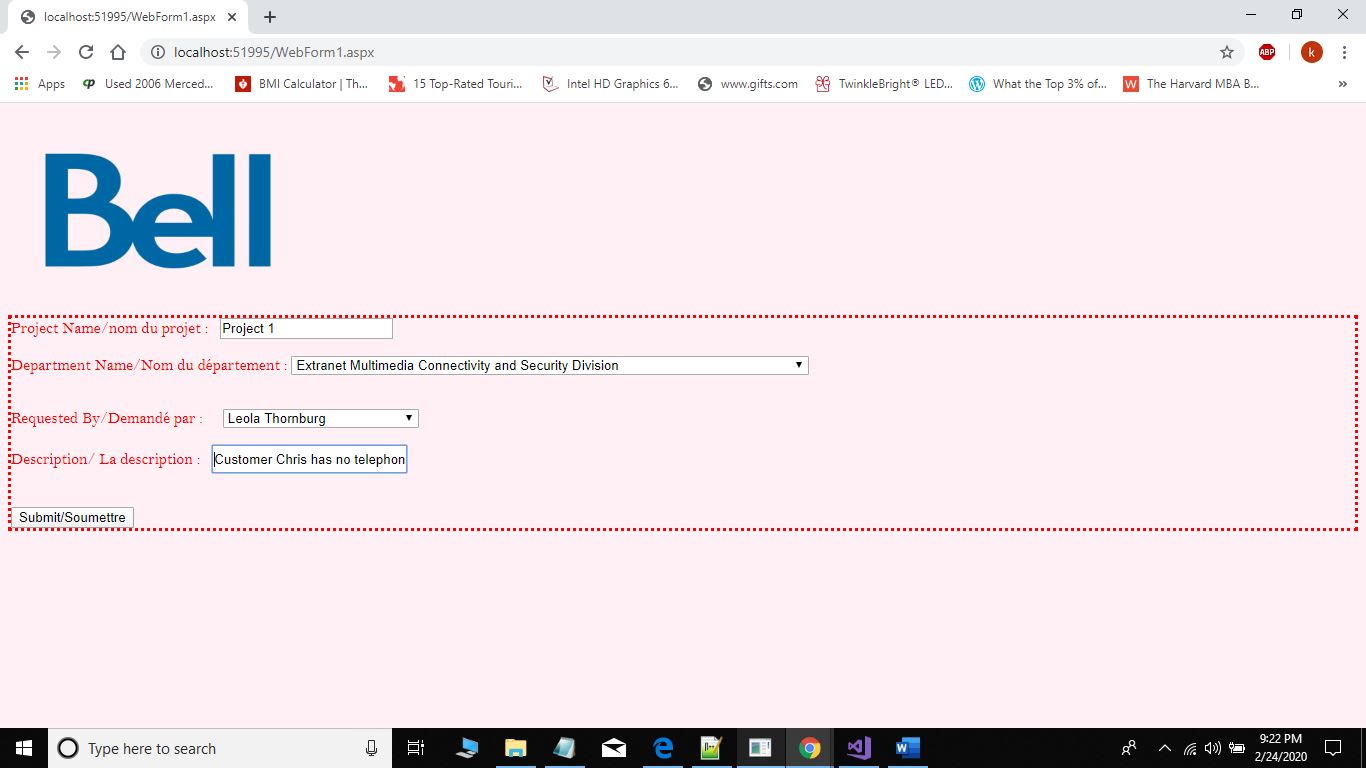 localhost:51995/WebForm1.aspx
localhost:51995/WebForm1.aspx
ABP
k
Apps
Used 2006 Merced...
BMI Calculator | Th...
15 Top-Rated Touri...
Intel HD Graphics 6...
www.gifts.com
TwinkleBright® LED...
What the Top 3% of...
W
The Harvard MBA B...
»
Bell
Project Name/nom du projet :
Project 1
Department Name/Nom du département :
Extranet Multimedia Connectivity and Security Division
Requested By/Demandé par :
Leola Thornburg
Description/ La description :
Customer Chris has no telephon
Submit/Soumettre
Type here to search
9:22 PM
2/24/2020